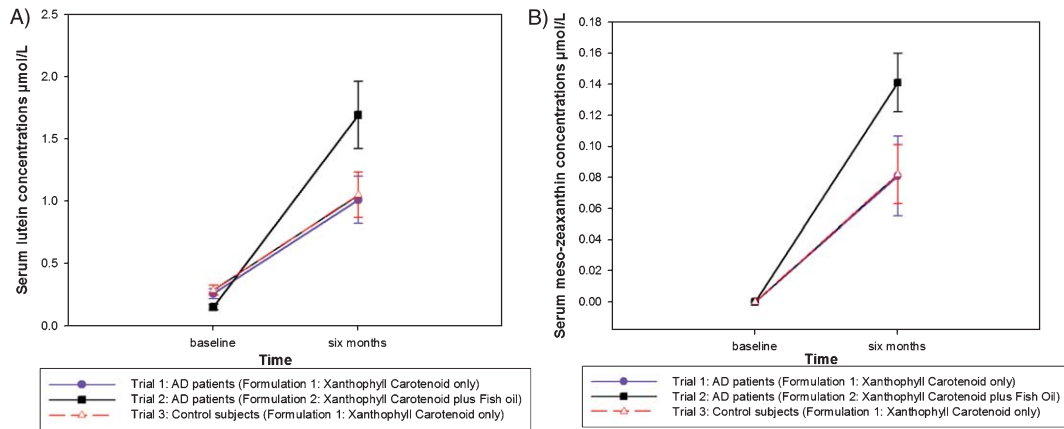 A)
Serum lutein concentrations µmol/L
2.5
2.0
1.5
1.0
0.5
0.0
baseline
six months
Time
Trial 1: AD patients (Formulation 1: Xanthophyll Carotenoid only)
Trial 2: AD patients (Formulation 2: Xanthophyll Carotenoid plus Fish oil)
Trial 3: Control subjects (Formulation 1: Xanthophyll Carotenoid only)
B)
Serum meso-zeaxanthin concentrations µmol/L
0.18
0.16
0.14
0.12
0.10
0.08
0.06
0.04
0.02
0.00
baseline
six months
Time
Trial 1: AD patients (Formulation 1: Xanthophyll Carotenoid only)
Trial 2: AD patients (Formulation 2: Xanthophyll Carotenoid plus Fish Oil)
Trial 3: Control subjects (Formulation 1: Xanthophyll Carotenoid only)